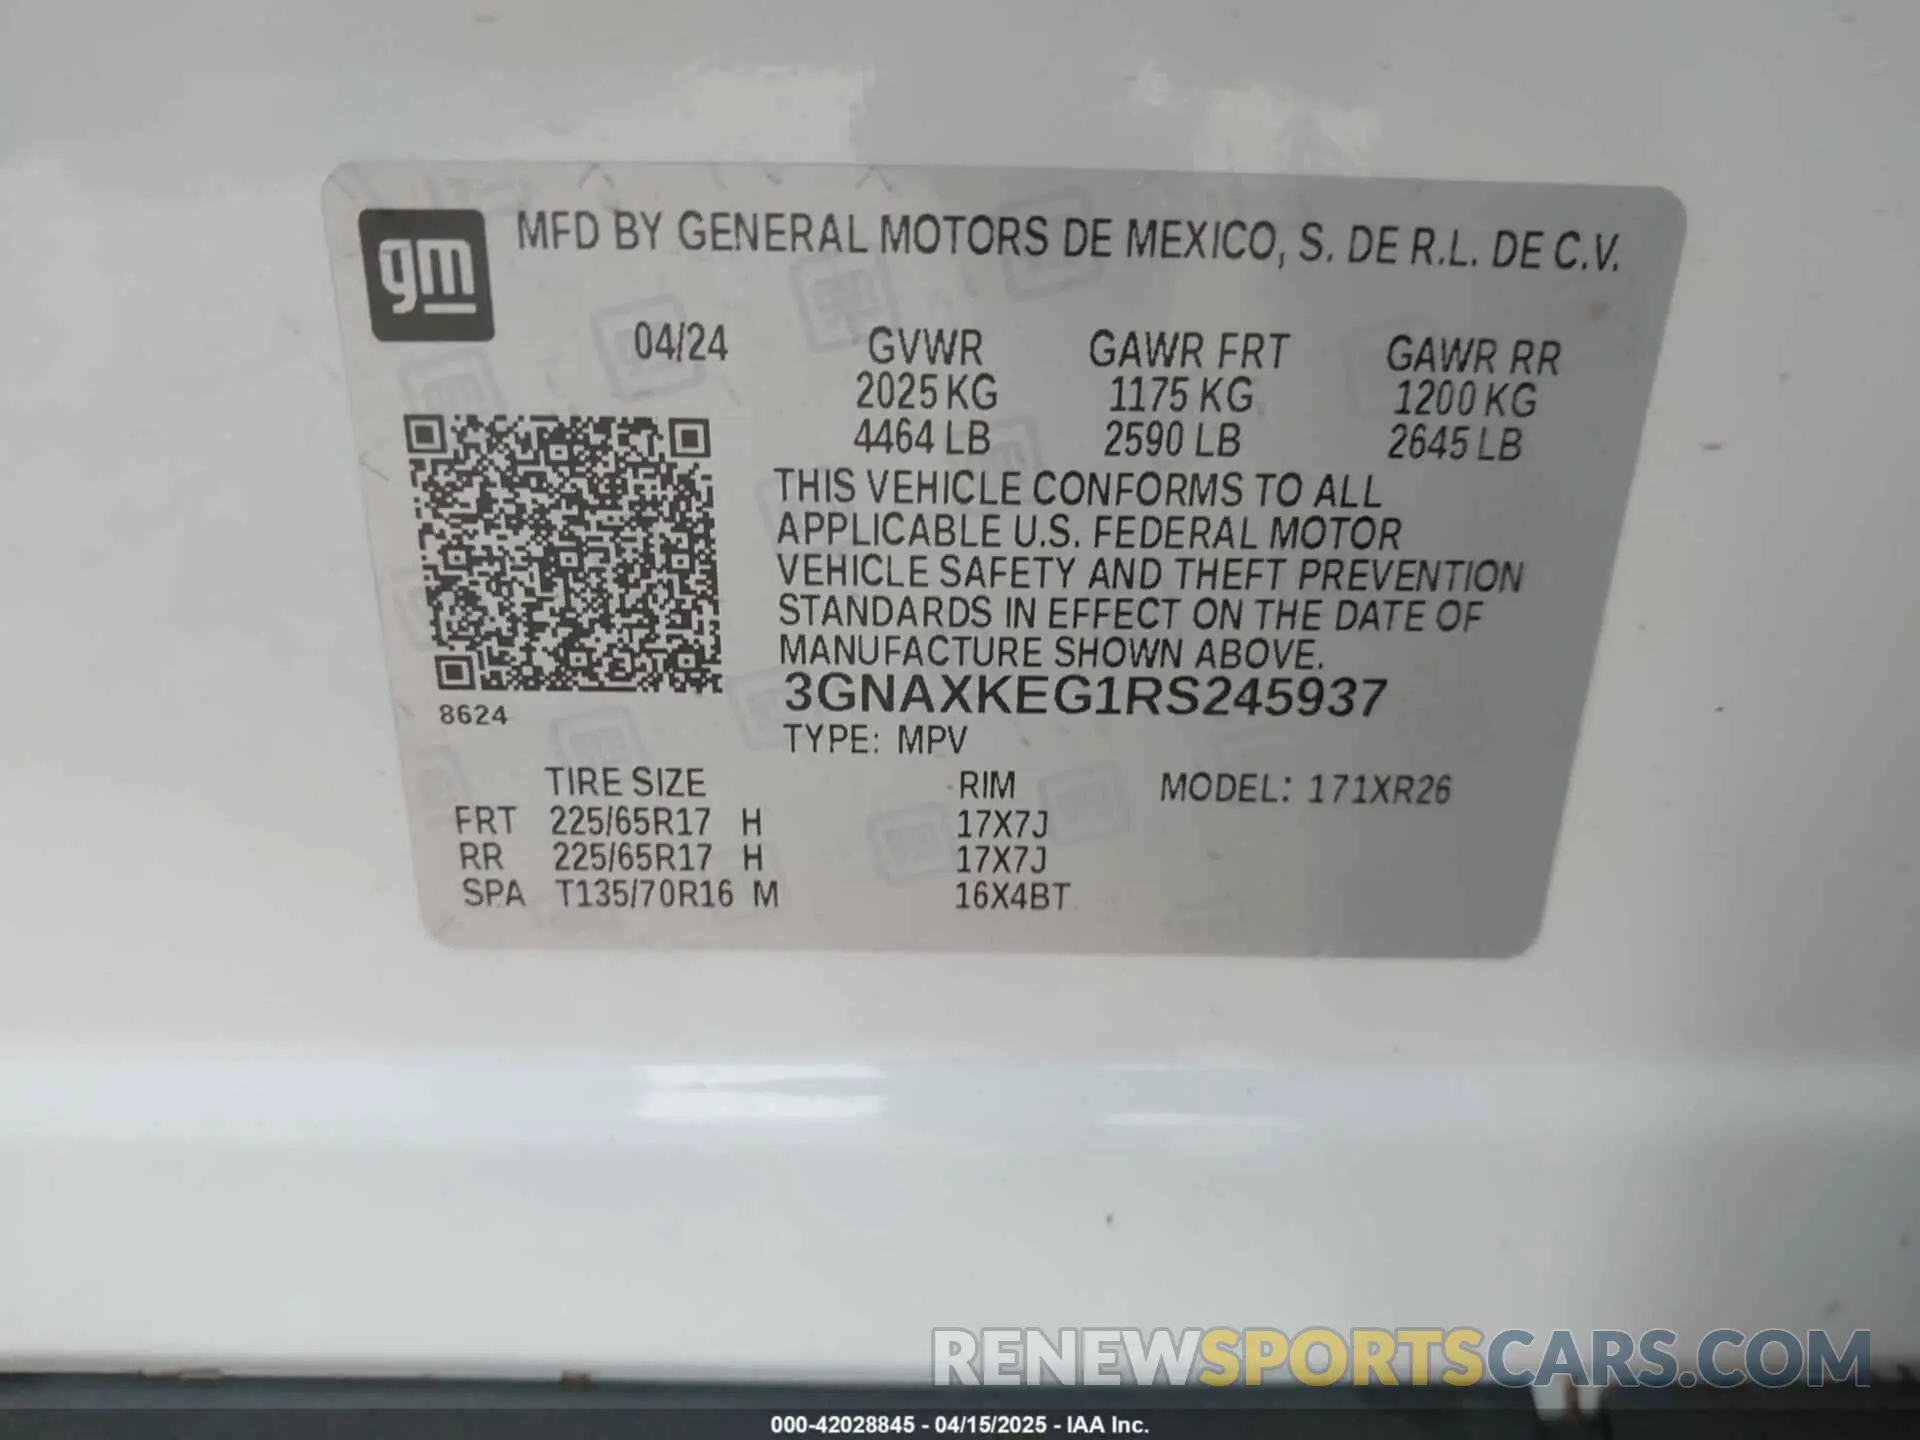 gm MFD BY GENERAL MOTORS DE MEXICO, S. DE R.L. DE C.V.
04/24 GVWR GAWR FRT GAWR RR
2025 KG 1175 KG 1200 KG
4464 LB 2590 LB 2645 LB
THIS VEHICLE CONFORMS TO ALL
APPLICABLE U.S. FEDERAL MOTOR
VEHICLE SAFETY AND THEFT PREVENTION
STANDARDS IN EFFECT ON THE DATE OF
MANUFACTURE SHOWN ABOVE.
3GNAXKEG1RS245937
8624
TYPE: MPV
TIRE SIZE RIM MODEL: 171XR26
FRT 225/65R17 H 17X7J
RR 225/65R17 H 17X7J
SPA T135/70R16 M 16X4BT
RENEWSPORTSCARS.COM
000-42028845 - 04/15/2025 - IAA Inc.